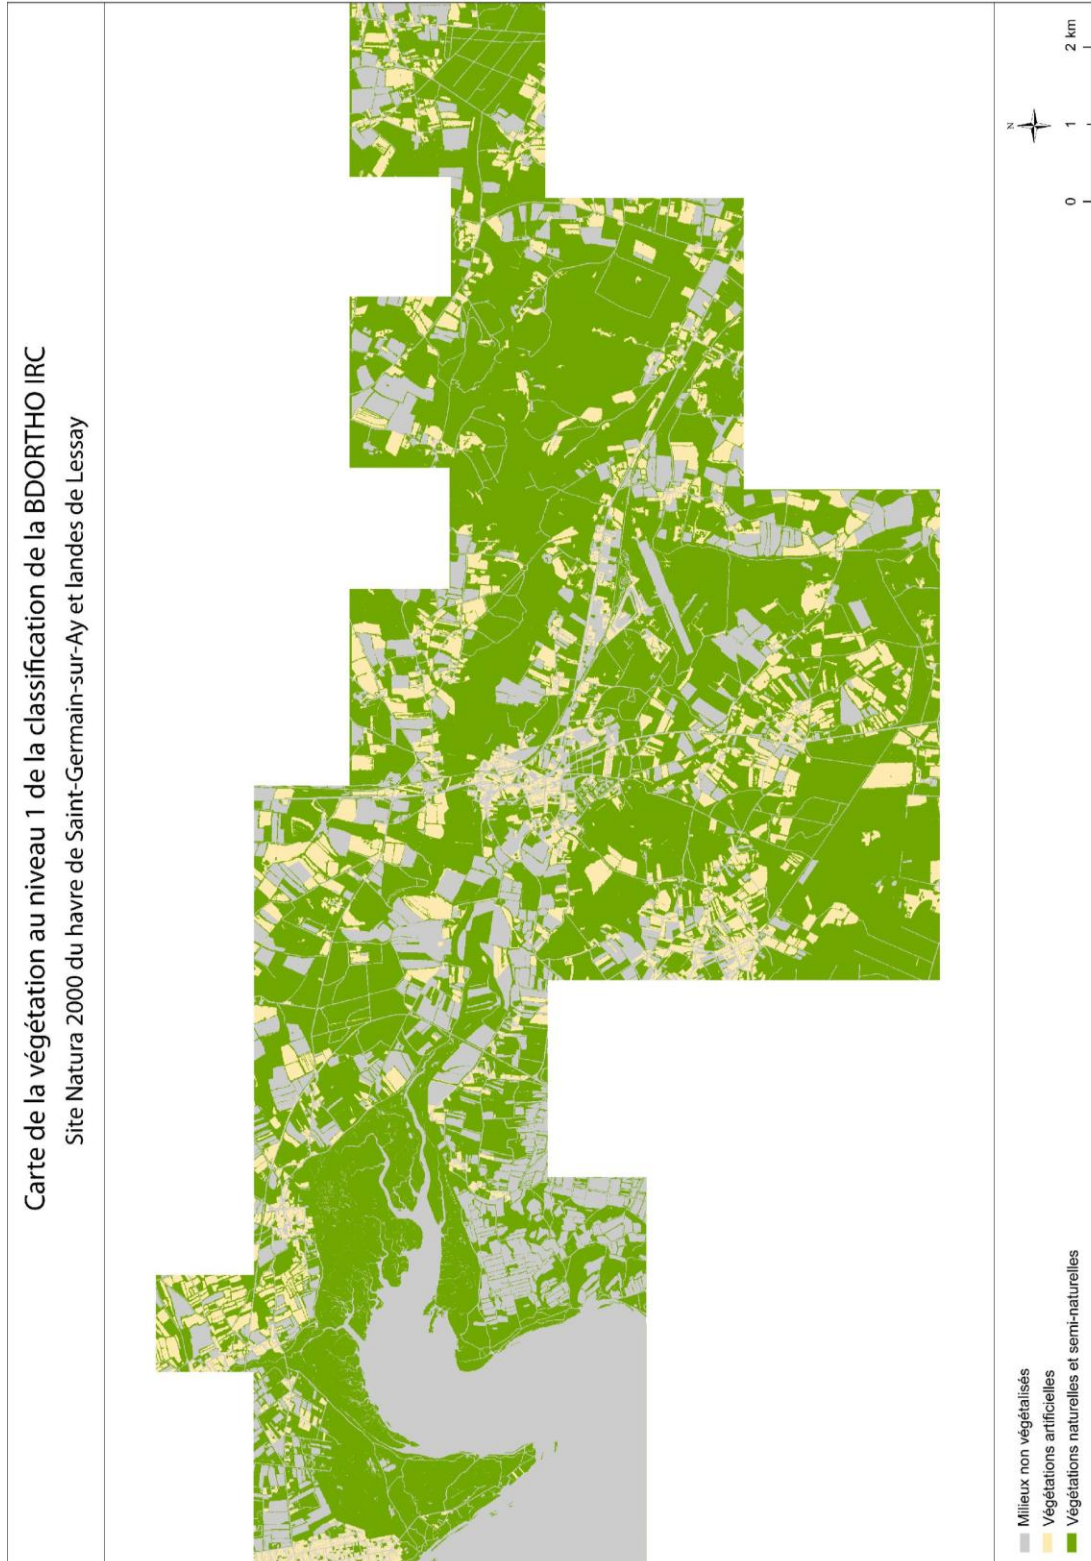 Carte de la végétation au niveau 1 de la classification de la BDORTHO IRC
Site Natura 2000 du havre de Saint-Germain-sur-Ay et landes de Lessay
Milieux non végétalisés
Végétations artificielles
Végétations naturelles et semi-naturelles
N
0 1 2 km